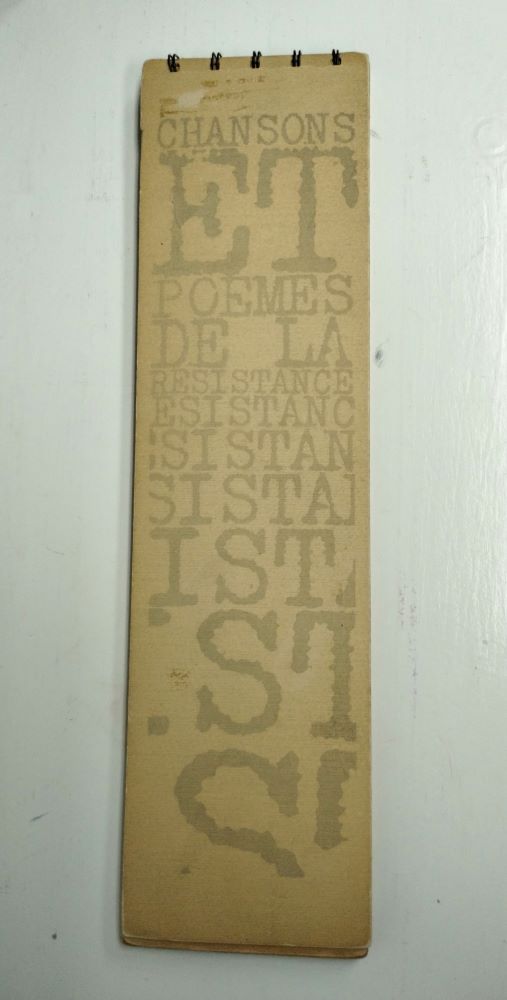 CHANSONS
ET
POEMES
DE LA
RESISTANCE
ESISTANC
SISTAN
SISTA
IST
ST
S